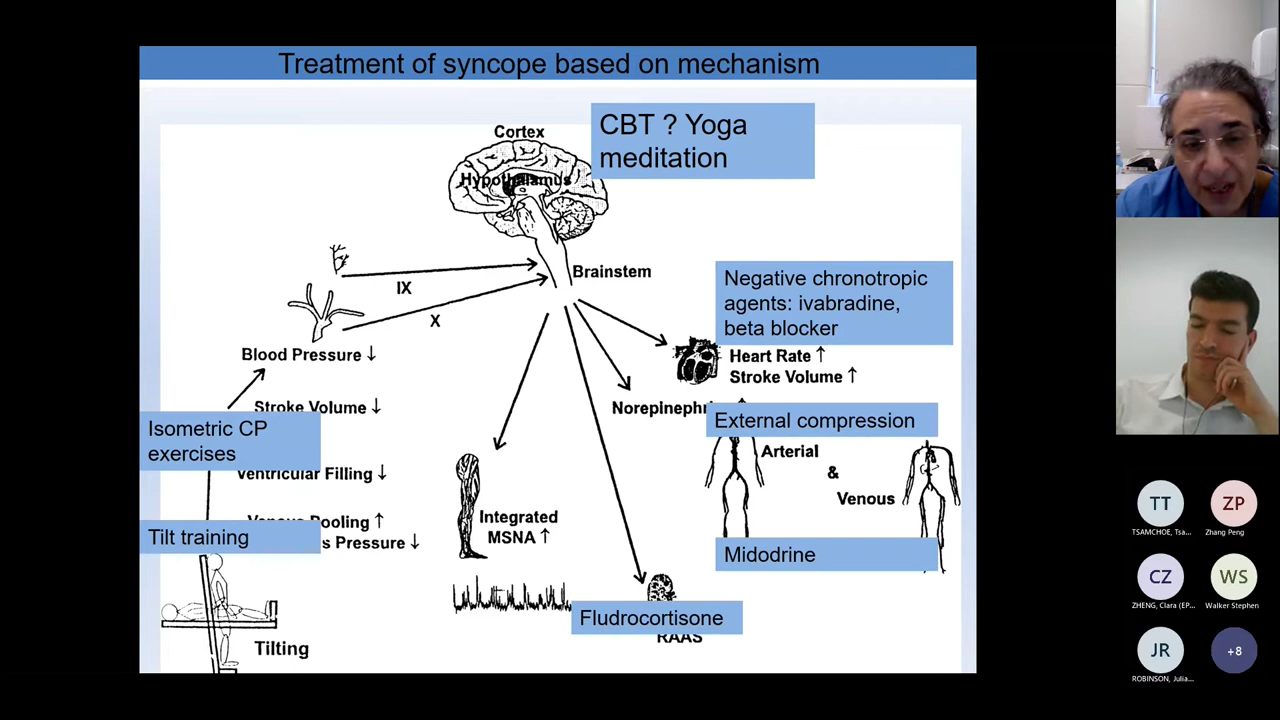 Treatment of syncope based on mechanism
CBT ? Yoga
meditation
Cortex
Hypothalamus
Brainstem
IX
X
Negative chronotropic
agents: ivabradine,
beta blocker
Heart Rate ↑
Stroke Volume ↑
Blood Pressure ↓
Stroke Volume ↓
Isometric CP
exercises
Ventricular Filling ↓
Pooling ↑
Tilt training
s Pressure ↓
Tilting
Integrated
MSNA ↑
Norepineph
External compression
Arterial
&
Venous
Midodrine
Fludrocortisone
RAAS
TT
TSAMCHOE, Tsa...
ZP
Zhang Peng
CZ
ZHENG, Clara (EP...
WS
Walker Stephen
JR
ROBINSON, Julia...
+8